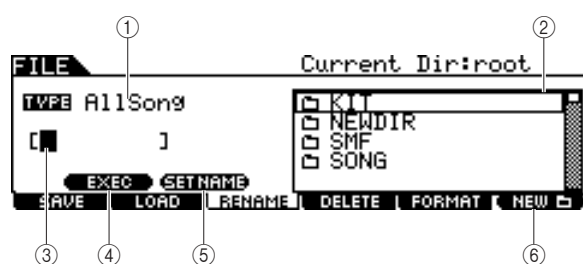 ① ②
FILE Current Dir:root
TYPE AllSong
[ ]
KIT
NEWDIR
SMF
SONG
EXEC SET NAME
SAVE LOAD RENAME DELETE FORMAT NEW
③ ④ ⑤ ⑥